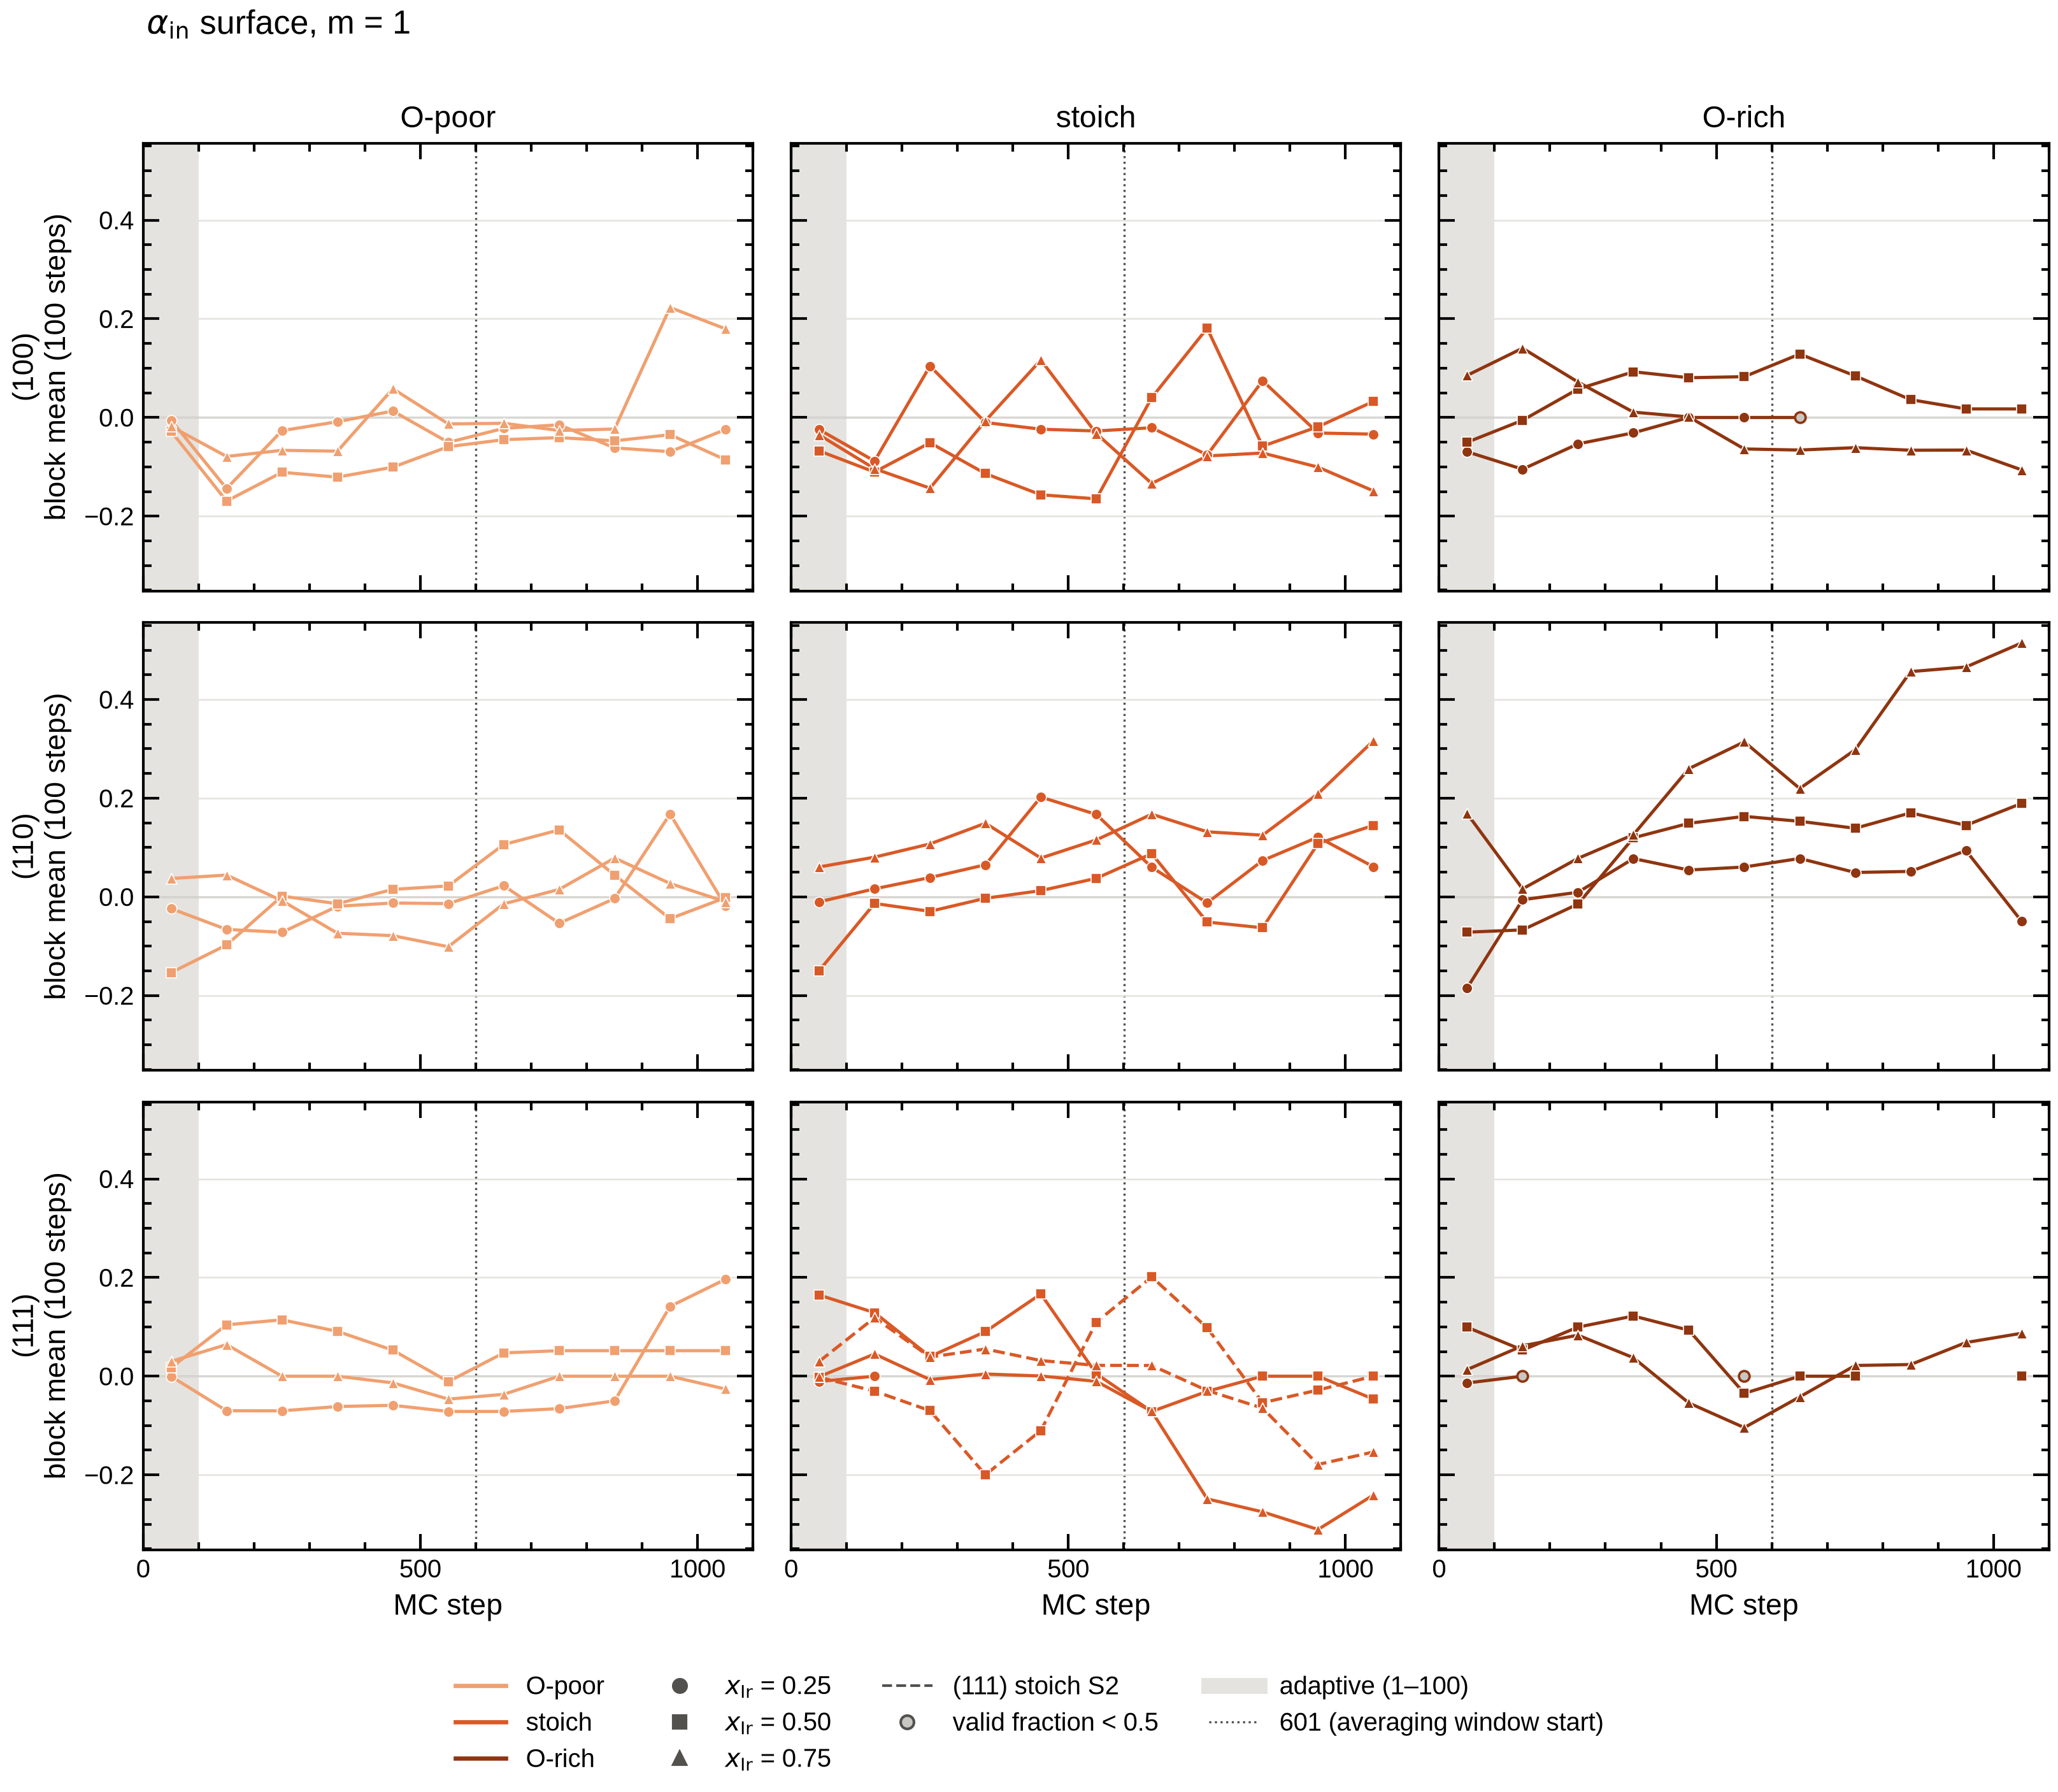 α_in surface, m = 1
O-poor
stoich
O-rich
(100)
block mean (100 steps)
0.4
0.2
0.0
−0.2
(110)
block mean (100 steps)
0.4
0.2
0.0
−0.2
(111)
block mean (100 steps)
0.4
0.2
0.0
−0.2
0 500 1000
0 500 1000
0 500 1000
MC step
MC step
MC step
O-poor
stoich
O-rich
x_Ir = 0.25
x_Ir = 0.50
x_Ir = 0.75
(111) stoich S2
valid fraction < 0.5
adaptive (1–100)
601 (averaging window start)